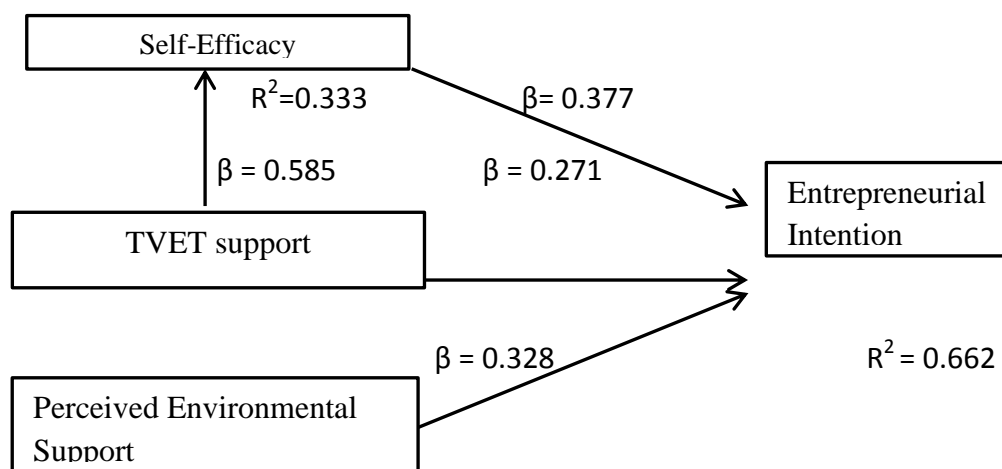 Self-Efficacy
R²=0.333
β= 0.377
β = 0.585
β = 0.271
Entrepreneurial
Intention
TVET support
β = 0.328
R² = 0.662
Perceived Environmental
Support